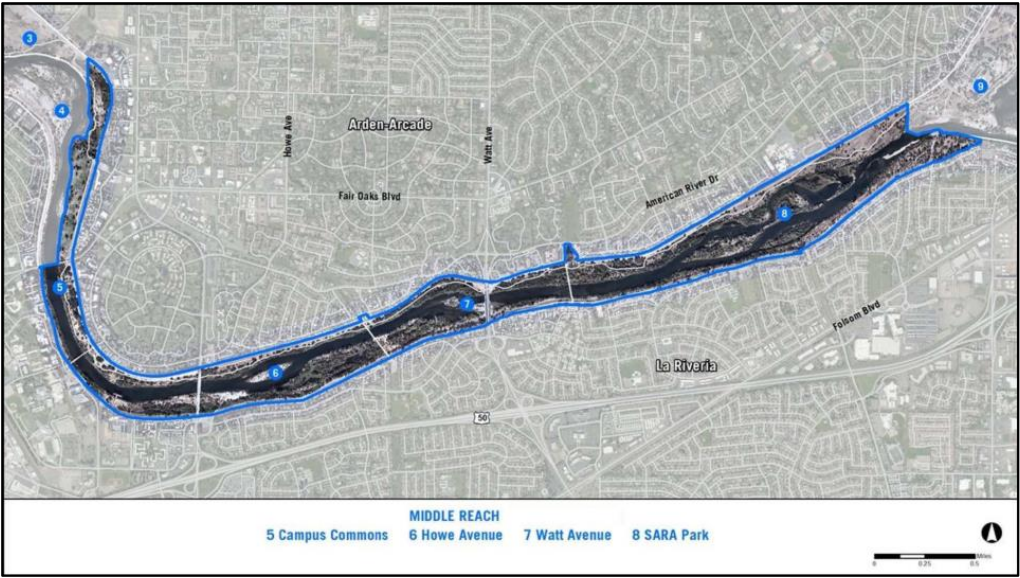 3
9
4
Arden-Arcade
Howe Ave
Watt Ave
Fair Oaks Blvd
American River Dr
8
5
7
Folsom Blvd
6
La Riveria
50
MIDDLE REACH
5 Campus Commons 6 Howe Avenue 7 Watt Avenue 8 SARA Park
Miles
0 0.25 0.5